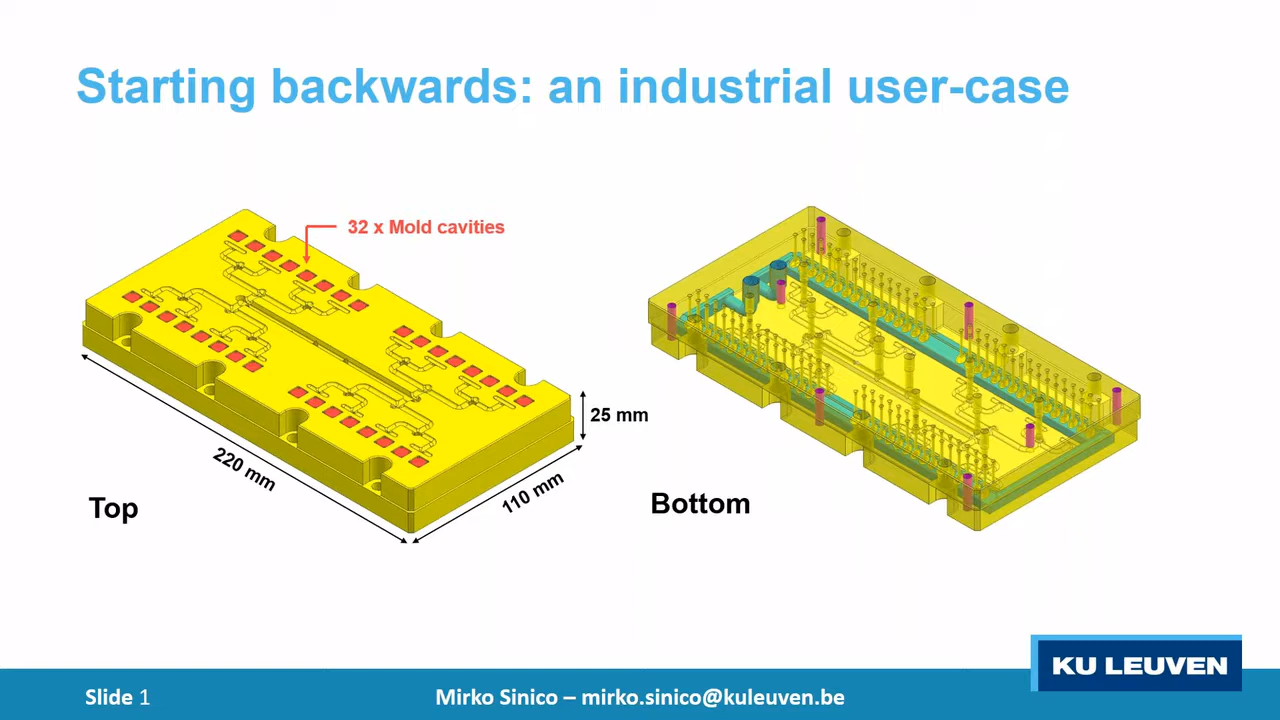 Starting backwards: an industrial user-case
32 x Mold cavities
25 mm
220 mm
110 mm
Top
Bottom
KU LEUVEN
Slide 1
Mirko Sinico – mirko.sinico@kuleuven.be